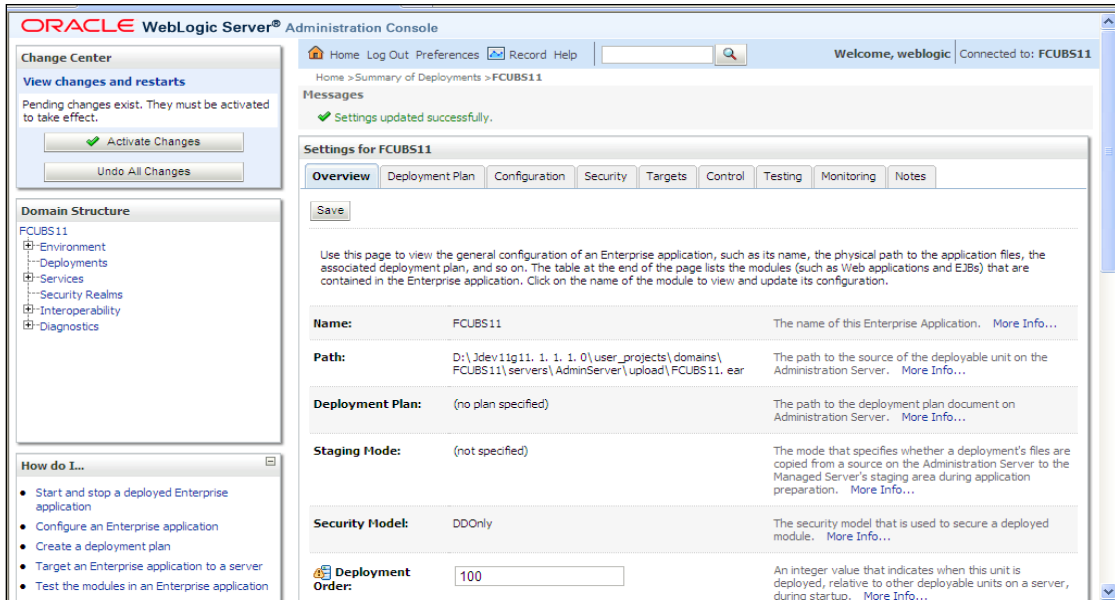 ORACLE WebLogic Server® Administration Console
Change Center
View changes and restarts
Pending changes exist. They must be activated
to take effect.
Activate Changes
Undo All Changes
Domain Structure
FCUBS11
Environment
Deployments
Services
Security Realms
Interoperability
Diagnostics
How do I...
Start and stop a deployed Enterprise
application
Configure an Enterprise application
Create a deployment plan
Target an Enterprise application to a server
Test the modules in an Enterprise application
Home Log Out Preferences Record Help
Welcome, weblogic Connected to: FCUBS11
Home >Summary of Deployments >FCUBS11
Messages
Settings updated successfully.
Settings for FCUBS11
Overview Deployment Plan Configuration Security Targets Control Testing Monitoring Notes
Save
Use this page to view the general configuration of an Enterprise application, such as its name, the physical path to the application files, the
associated deployment plan, and so on. The table at the end of the page lists the modules (such as Web applications and EJBs) that are
contained in the Enterprise application. Click on the name of the module to view and update its configuration.
Name: FCUBS11 The name of this Enterprise Application. More Info...
Path: D:\Jdev11g11. 1. 1. 1. 0\user_projects\domains\ The path to the source of the deployable unit on the
FCUBS11\servers\AdminServer\upload\FCUBS11. ear Administration Server. More Info...
Deployment Plan: (no plan specified) The path to the deployment plan document on
Administration Server. More Info...
Staging Mode: (not specified) The mode that specifies whether a deployment's files are
copied from a source on the Administration Server to the
Managed Server's staging area during application
preparation. More Info...
Security Model: DDOnly The security model that is used to secure a deployed
module. More Info...
Deployment 100 An integer value that indicates when this unit is
Order: deployed, relative to other deployable units on a server,
during startup. More Info...